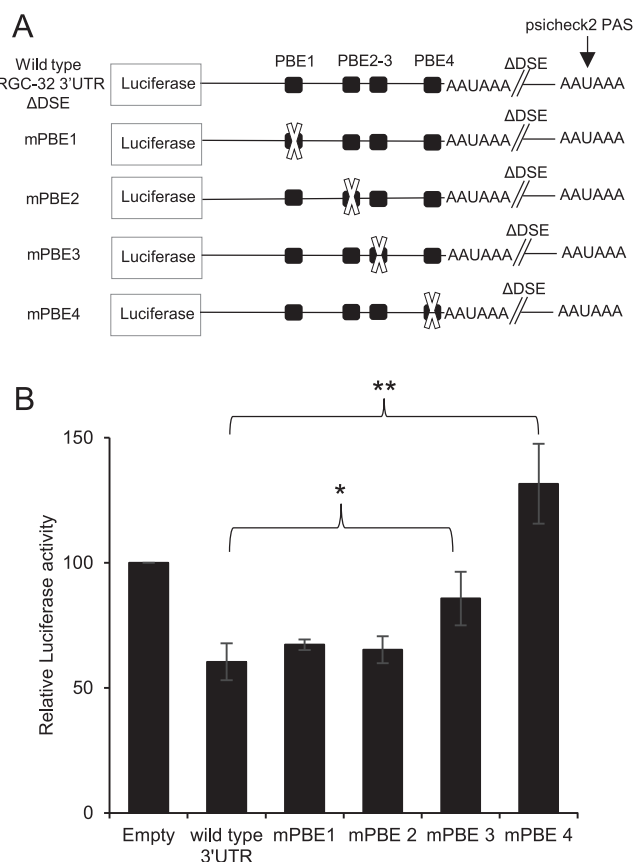 A
psicheck2 PAS
Wild type
RGC-32 3'UTR
ΔDSE
PBE1
PBE2-3
PBE4
ΔDSE
Luciferase
AAUAAA
AAUAAA
mPBE1
Luciferase
ΔDSE
AAUAAA
AAUAAA
mPBE2
Luciferase
ΔDSE
AAUAAA
AAUAAA
mPBE3
Luciferase
ΔDSE
AAUAAA
AAUAAA
mPBE4
Luciferase
ΔDSE
AAUAAA
AAUAAA
B
**
*
Relative Luciferase activity
150
100
50
0
Empty
wild type
3'UTR
mPBE1
mPBE 2
mPBE 3
mPBE 4